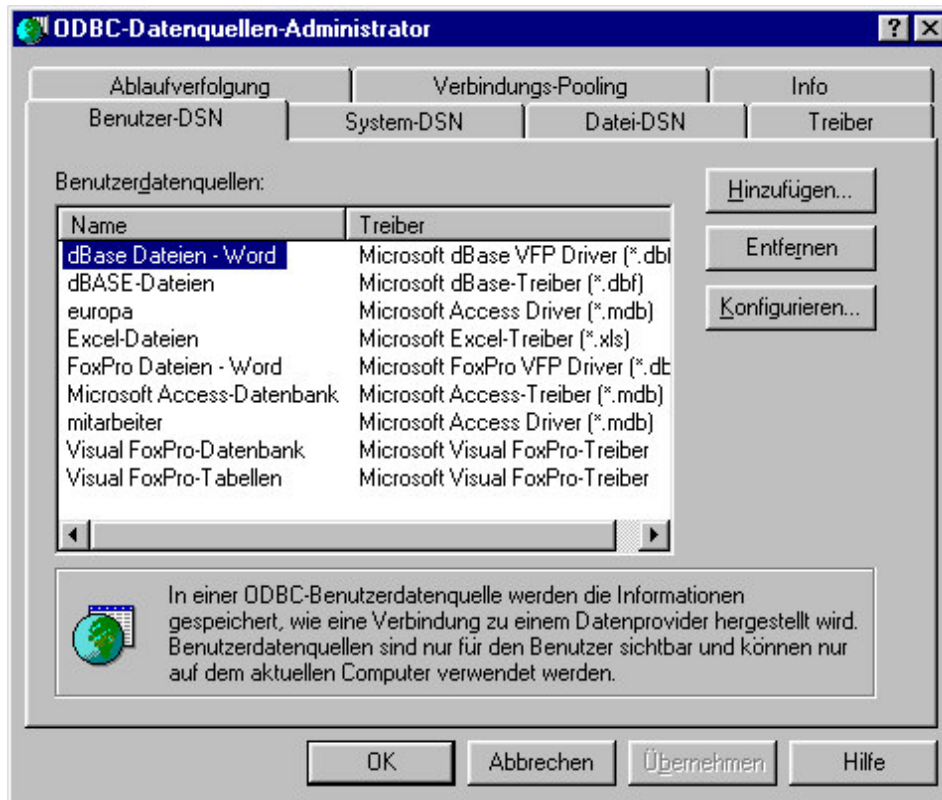 ODBC-Datenquellen-Administrator
Ablaufverfolgung Verbindungs-Pooling Info
Benutzer-DSN System-DSN Datei-DSN Treiber
Benutzerdatenquellen:
Hinzufügen...
Name Treiber
dBase Dateien - Word Microsoft dBase VFP Driver (*.dbf
Entfernen
dBASE-Dateien Microsoft dBase-Treiber (*.dbf)
europa Microsoft Access Driver (*.mdb)
Konfigurieren...
Excel-Dateien Microsoft Excel-Treiber (*.xls)
FoxPro Dateien - Word Microsoft FoxPro VFP Driver (*.db
Microsoft Access-Datenbank Microsoft Access-Treiber (*.mdb)
mitarbeiter Microsoft Access Driver (*.mdb)
Visual FoxPro-Datenbank Microsoft Visual FoxPro-Treiber
Visual FoxPro-Tabellen Microsoft Visual FoxPro-Treiber
In einer ODBC-Benutzerdatenquelle werden die Informationen
gespeichert, wie eine Verbindung zu einem Datenprovider hergestellt wird.
Benutzerdatenquellen sind nur für den Benutzer sichtbar und können nur
auf dem aktuellen Computer verwendet werden.
OK Abbrechen Übernehmen Hilfe